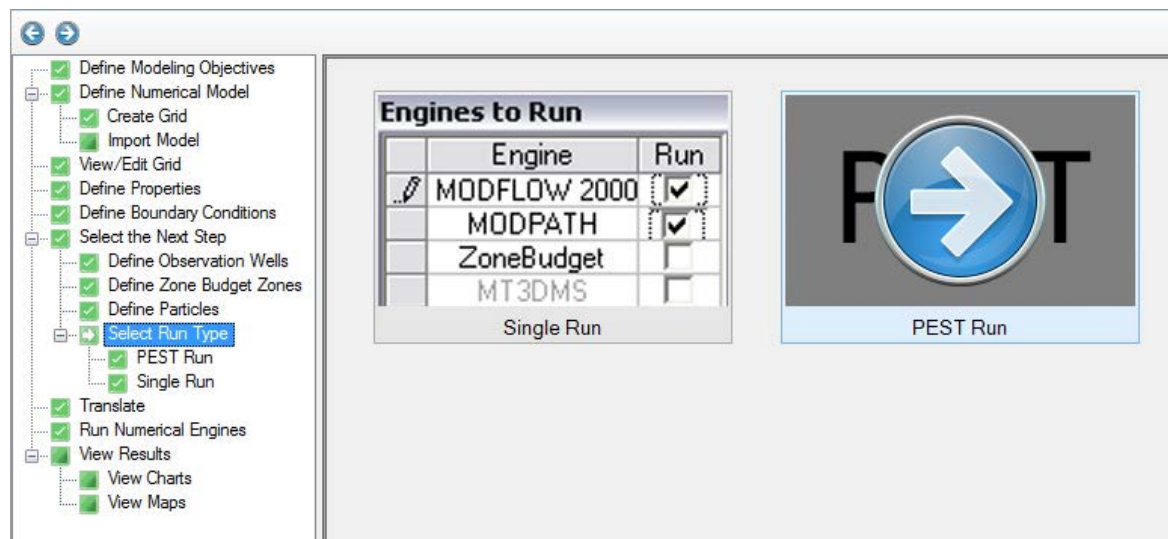 Define Modeling Objectives
Define Numerical Model
Create Grid
Import Model
View/Edit Grid
Define Properties
Define Boundary Conditions
Select the Next Step
Define Observation Wells
Define Zone Budget Zones
Define Particles
Select Run Type
PEST Run
Single Run
Translate
Run Numerical Engines
View Results
View Charts
View Maps
Engines to Run
Engine Run
MODFLOW 2000
MODPATH
ZoneBudget
MT3DMS
Single Run
PEST Run